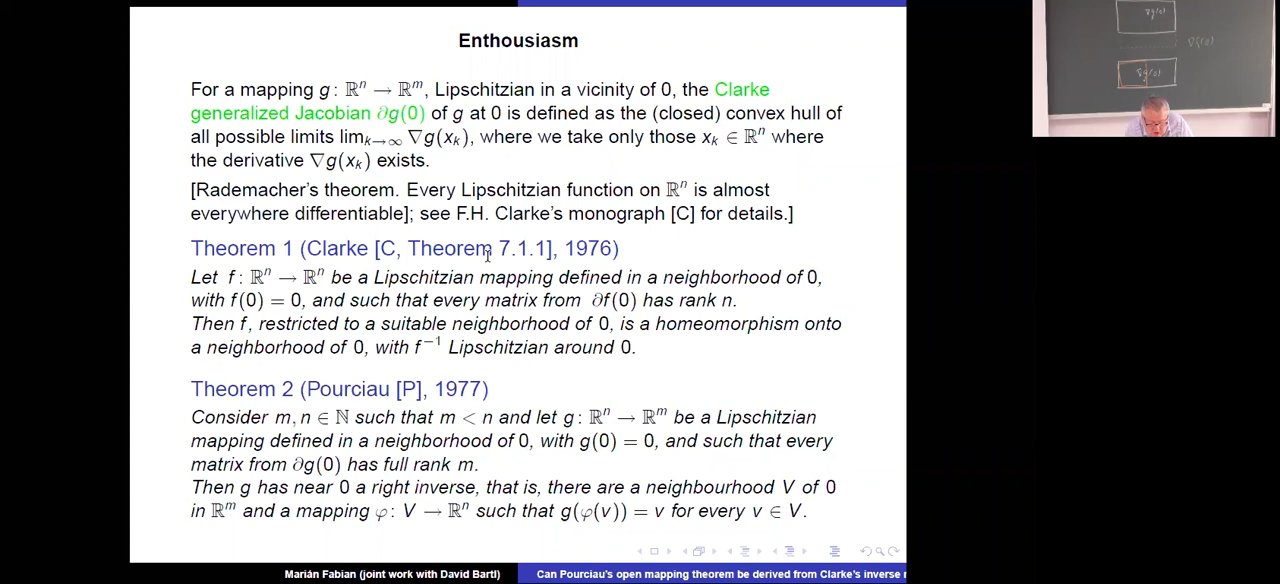 Enthousiasm
For a mapping g: ℝⁿ → ℝᵐ, Lipschitzian in a vicinity of 0, the Clarke
generalized Jacobian ∂g(0) of g at 0 is defined as the (closed) convex hull of
all possible limits limₖ→∞ ∇g(xₖ), where we take only those xₖ ∈ ℝⁿ where
the derivative ∇g(xₖ) exists.
[Rademacher's theorem. Every Lipschitzian function on ℝⁿ is almost
everywhere differentiable]; see F.H. Clarke's monograph [C] for details.]
Theorem 1 (Clarke [C, Theorem 7.1.1], 1976)
Let f: ℝⁿ → ℝⁿ be a Lipschitzian mapping defined in a neighborhood of 0,
with f(0) = 0, and such that every matrix from ∂f(0) has rank n.
Then f, restricted to a suitable neighborhood of 0, is a homeomorphism onto
a neighborhood of 0, with f⁻¹ Lipschitzian around 0.
Theorem 2 (Pourciau [P], 1977)
Consider m, n ∈ ℕ such that m < n and let g: ℝⁿ → ℝᵐ be a Lipschitzian
mapping defined in a neighborhood of 0, with g(0) = 0, and such that every
matrix from ∂g(0) has full rank m.
Then g has near 0 a right inverse, that is, there are a neighbourhood V of 0
in ℝᵐ and a mapping φ: V → ℝⁿ such that g(φ(v)) = v for every v ∈ V.
Marián Fabian (joint work with David Bartl)
Can Pourciau's open mapping theorem be derived from Clarke's inverse